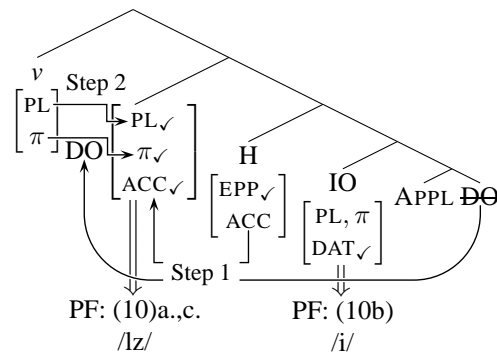 v
Step 2
PL
PL✓
π
DO
π✓
H
ACC✓
EPP✓
IO
APPL DO
ACC
PL, π
DAT✓
Step 1
PF: (10)a.,c.
PF: (10b)
/lz/
/i/